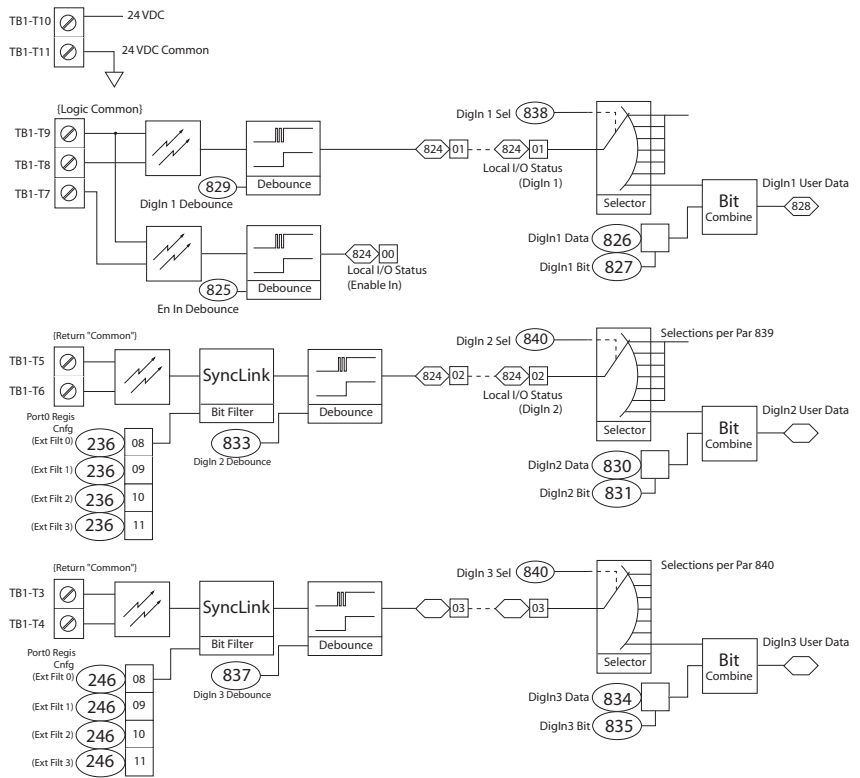 TB1-T10
24 VDC
TB1-T11
24 VDC Common
{Logic Common}
TB1-T9
TB1-T8
TB1-T7
829
DigIn 1 Debounce
Debounce
824
01
824
01
Local I/O Status
(DigIn 1)
DigIn 1 Sel
838
Selector
DigIn1 Data
826
DigIn1 Bit
827
Bit
Combine
DigIn1 User Data
828
825
En In Debounce
Debounce
824
00
Local I/O Status
(Enable In)
{Return "Common"}
TB1-T5
TB1-T6
SyncLink
Bit Filter
Debounce
833
DigIn 2 Debounce
Port0 Regis
Cnfg
(Ext Filt 0)
236
08
(Ext Filt 1)
236
09
(Ext Filt 2)
236
10
(Ext Filt 3)
236
11
824
02
824
02
Local I/O Status
(DigIn 2)
DigIn 2 Sel
840
Selections per Par 839
Selector
DigIn2 Data
830
DigIn2 Bit
831
Bit
Combine
DigIn2 User Data
{Return "Common"}
TB1-T3
TB1-T4
SyncLink
Bit Filter
Debounce
837
DigIn 3 Debounce
Port0 Regis
Cnfg
(Ext Filt 0)
246
08
(Ext Filt 1)
246
09
(Ext Filt 2)
246
10
(Ext Filt 3)
246
11
03
03
DigIn 3 Sel
840
Selections per Par 840
Selector
DigIn3 Data
834
DigIn3 Bit
835
Bit
Combine
DigIn3 User Data